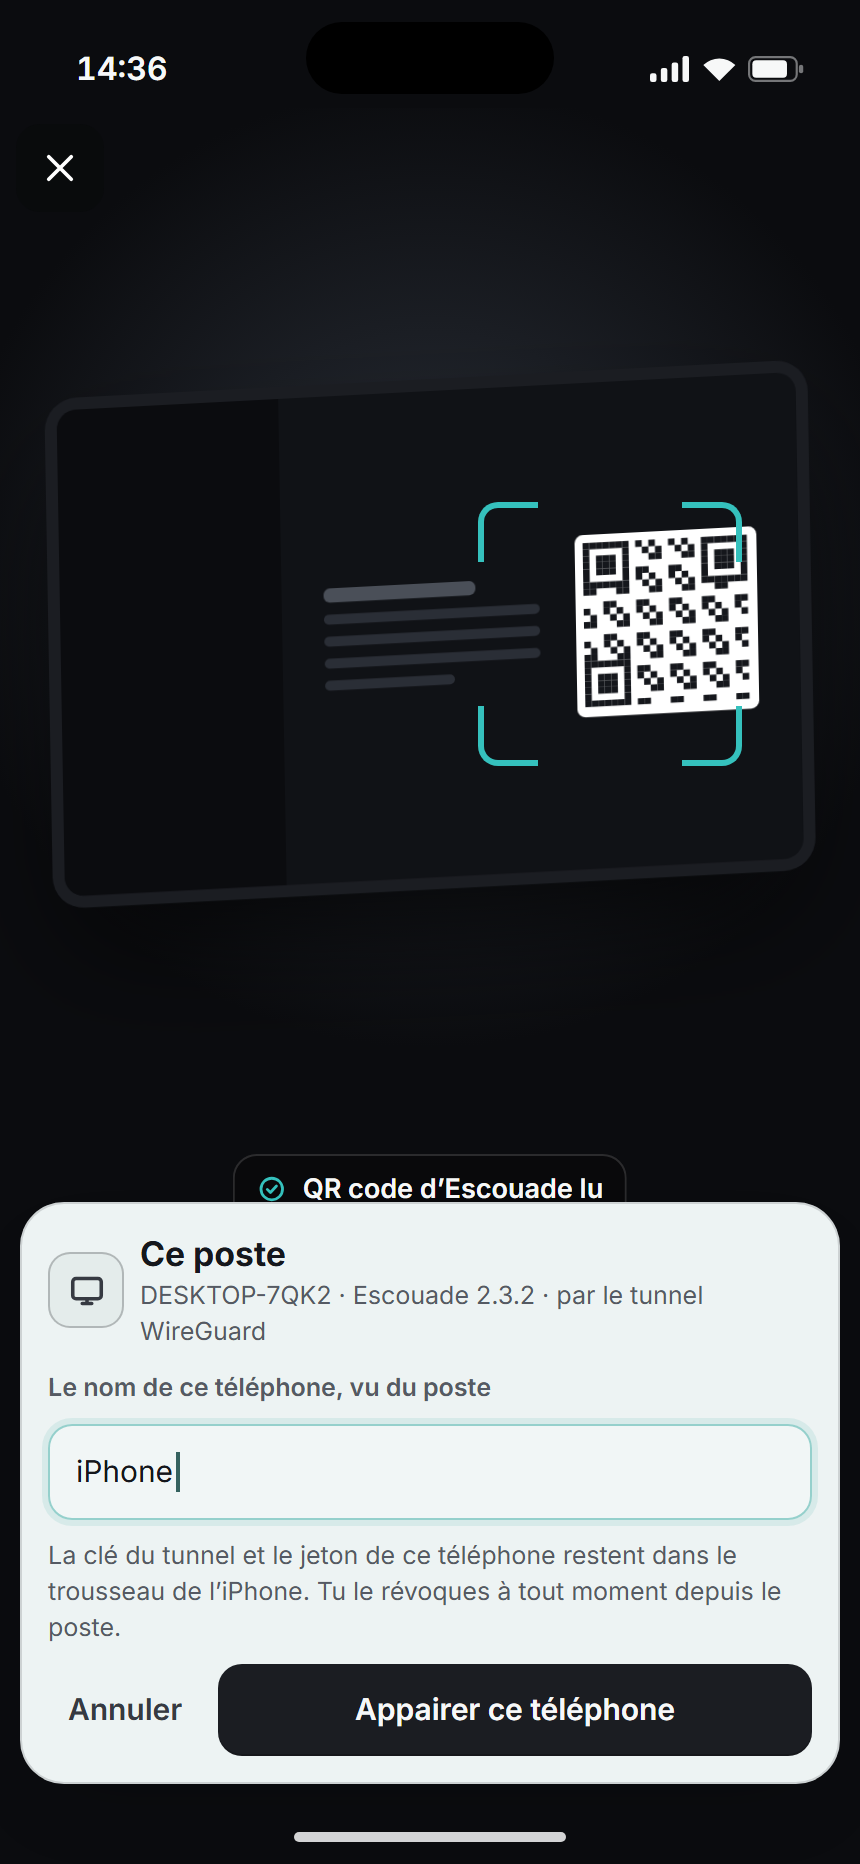 14:36
QR code d’Escouade lu
Ce poste
DESKTOP-7QK2 · Escouade 2.3.2 · par le tunnel
WireGuard
Le nom de ce téléphone, vu du poste
iPhone
La clé du tunnel et le jeton de ce téléphone restent dans le
trousseau de l’iPhone. Tu le révoques à tout moment depuis le
poste.
Annuler
Appairer ce téléphone